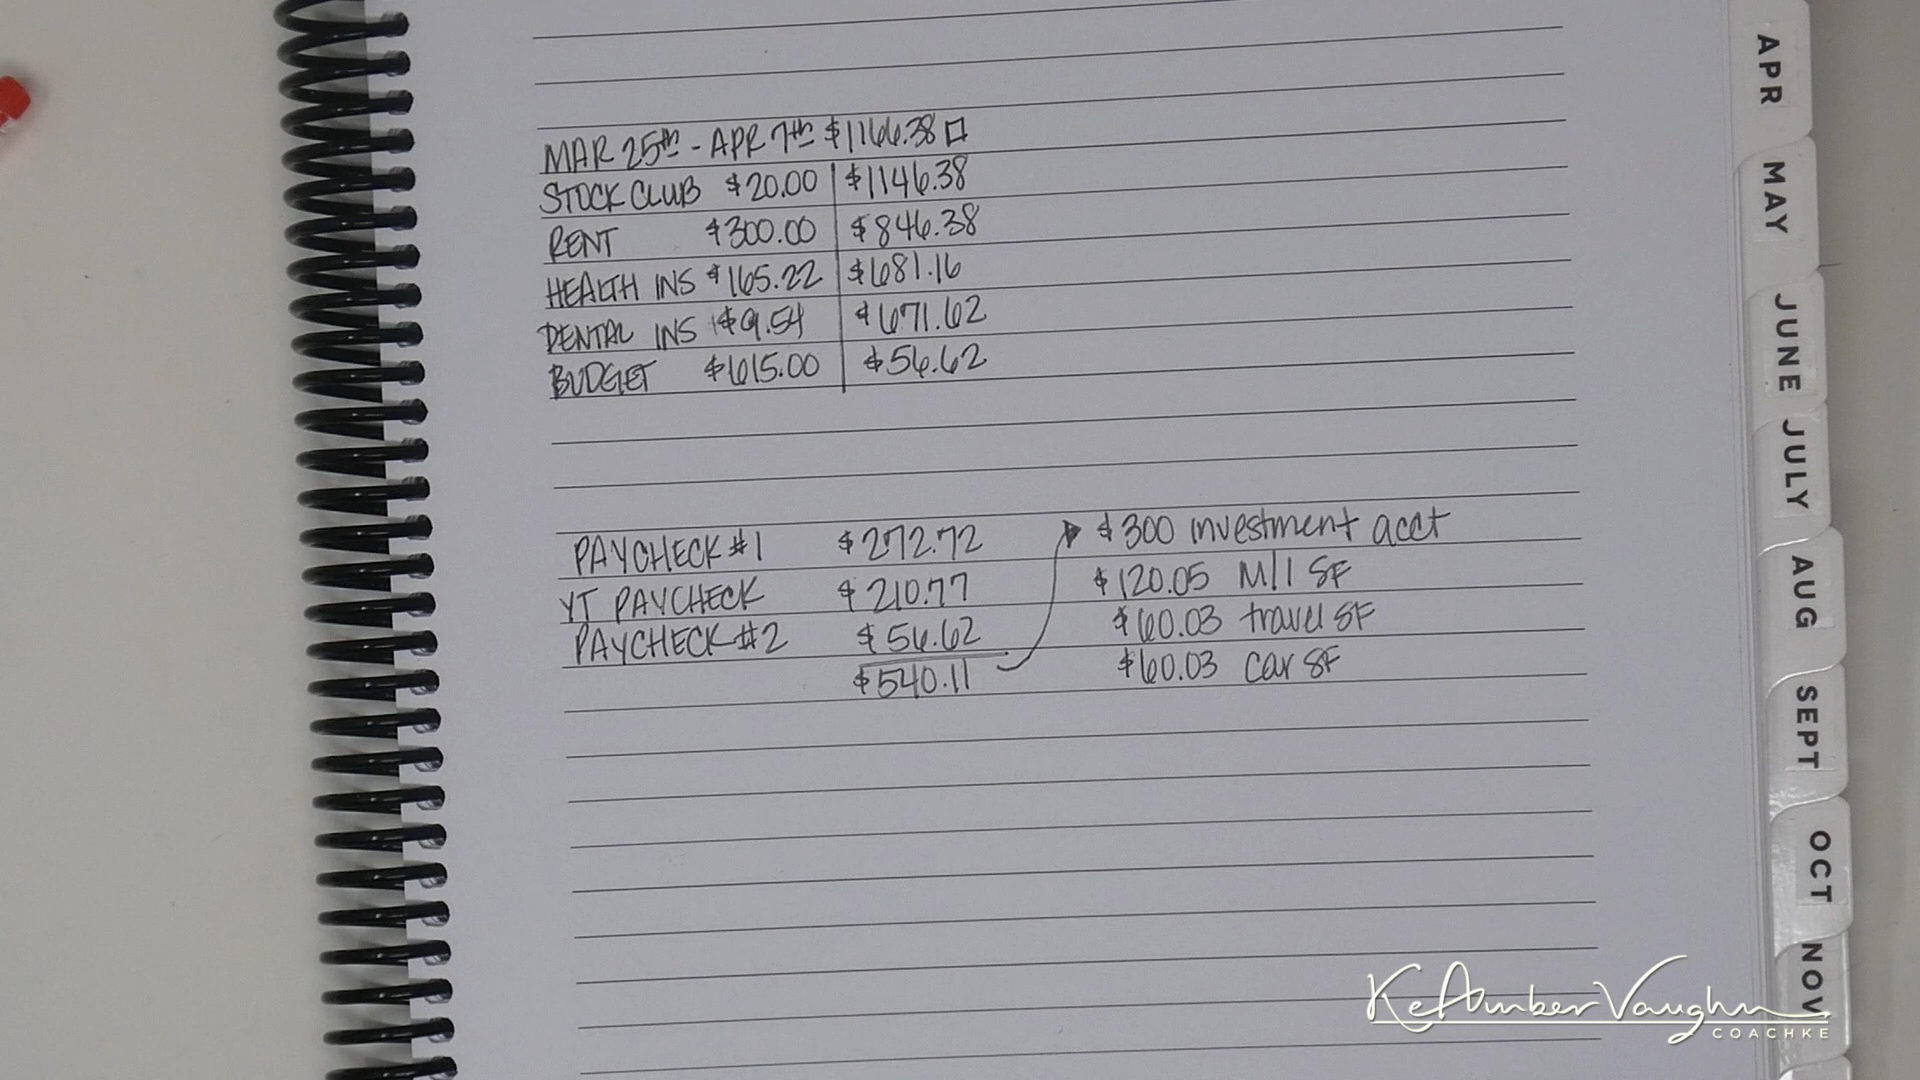 MAR 25th - APR 7th $1166.38
STOCK CLUB $20.00 $1146.38
RENT $300.00 $846.38
HEALTH INS $165.22 $681.16
DENTAL INS $9.54 $671.62
BUDGET $615.00 $56.62
PAYCHECK #1 $272.72
YT PAYCHECK $210.77
PAYCHECK #2 $56.62
$540.11
$300 investment acct
$120.05 M/I SF
$60.03 travel SF
$60.03 car SF
APR
MAY
JUNE
JULY
AUG
SEPT
OCT
NOV
KeAmber Vaughn
COACHKE